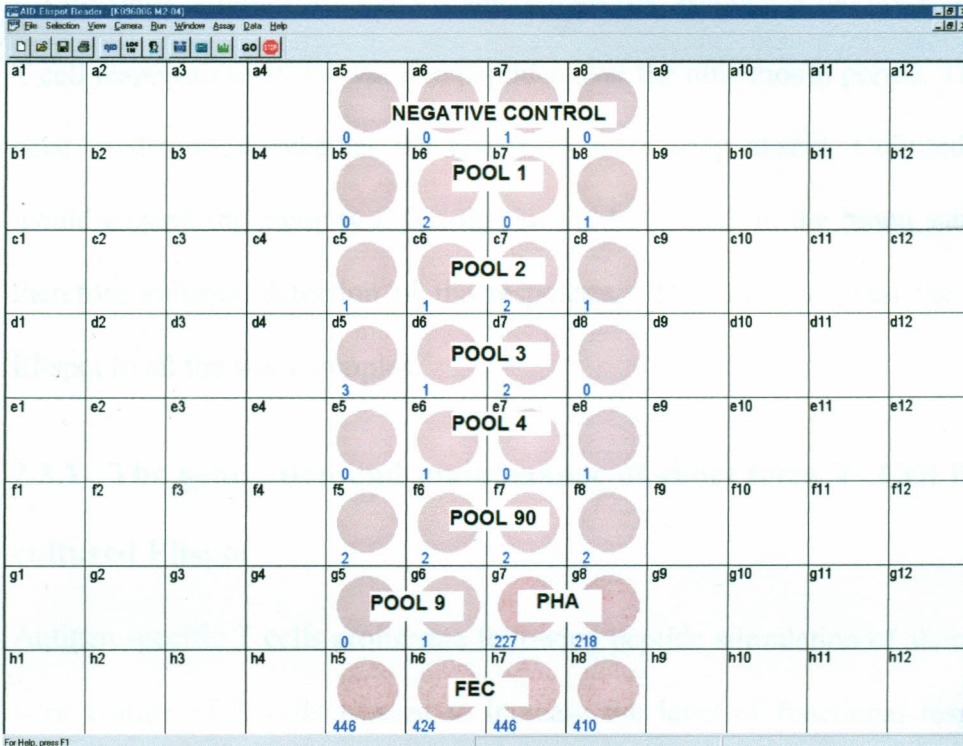 AID Elispot Reader - [K096006 M2-04]
File Selection View Camera Run Window Assay Data Help
GO STOP
a1 a2 a3 a4 a5 a6 a7 a8 a9 a10 a11 a12
NEGATIVE CONTROL
0 0 1 0
b1 b2 b3 b4 b5 b6 b7 b8 b9 b10 b11 b12
POOL 1
0 2 0 1
c1 c2 c3 c4 c5 c6 c7 c8 c9 c10 c11 c12
POOL 2
1 1 2 1
d1 d2 d3 d4 d5 d6 d7 d8 d9 d10 d11 d12
POOL 3
3 1 2 0
e1 e2 e3 e4 e5 e6 e7 e8 e9 e10 e11 e12
POOL 4
0 1 0 1
f1 f2 f3 f4 f5 f6 f7 f8 f9 f10 f11 f12
POOL 90
2 2 2 2
g1 g2 g3 g4 g5 g6 g7 g8 g9 g10 g11 g12
POOL 9 PHA
0 1 227 218
h1 h2 h3 h4 h5 h6 h7 h8 h9 h10 h11 h12
FEC
446 424 446 410
For Help, press F1